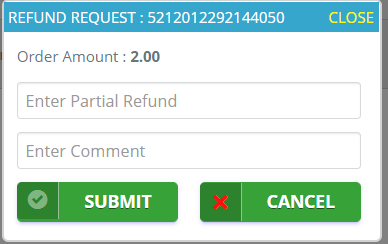 REFUND REQUEST : 5212012292144050 CLOSE
Order Amount : 2.00
Enter Partial Refund
Enter Comment
SUBMIT CANCEL